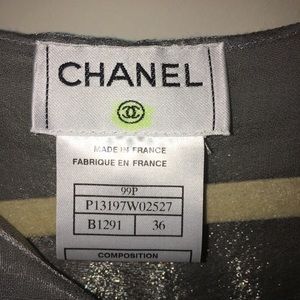 CHANEL
MADE IN FRANCE
FABRIQUE EN FRANCE
99P
P13197W02527
B1291 36
COMPOSITION